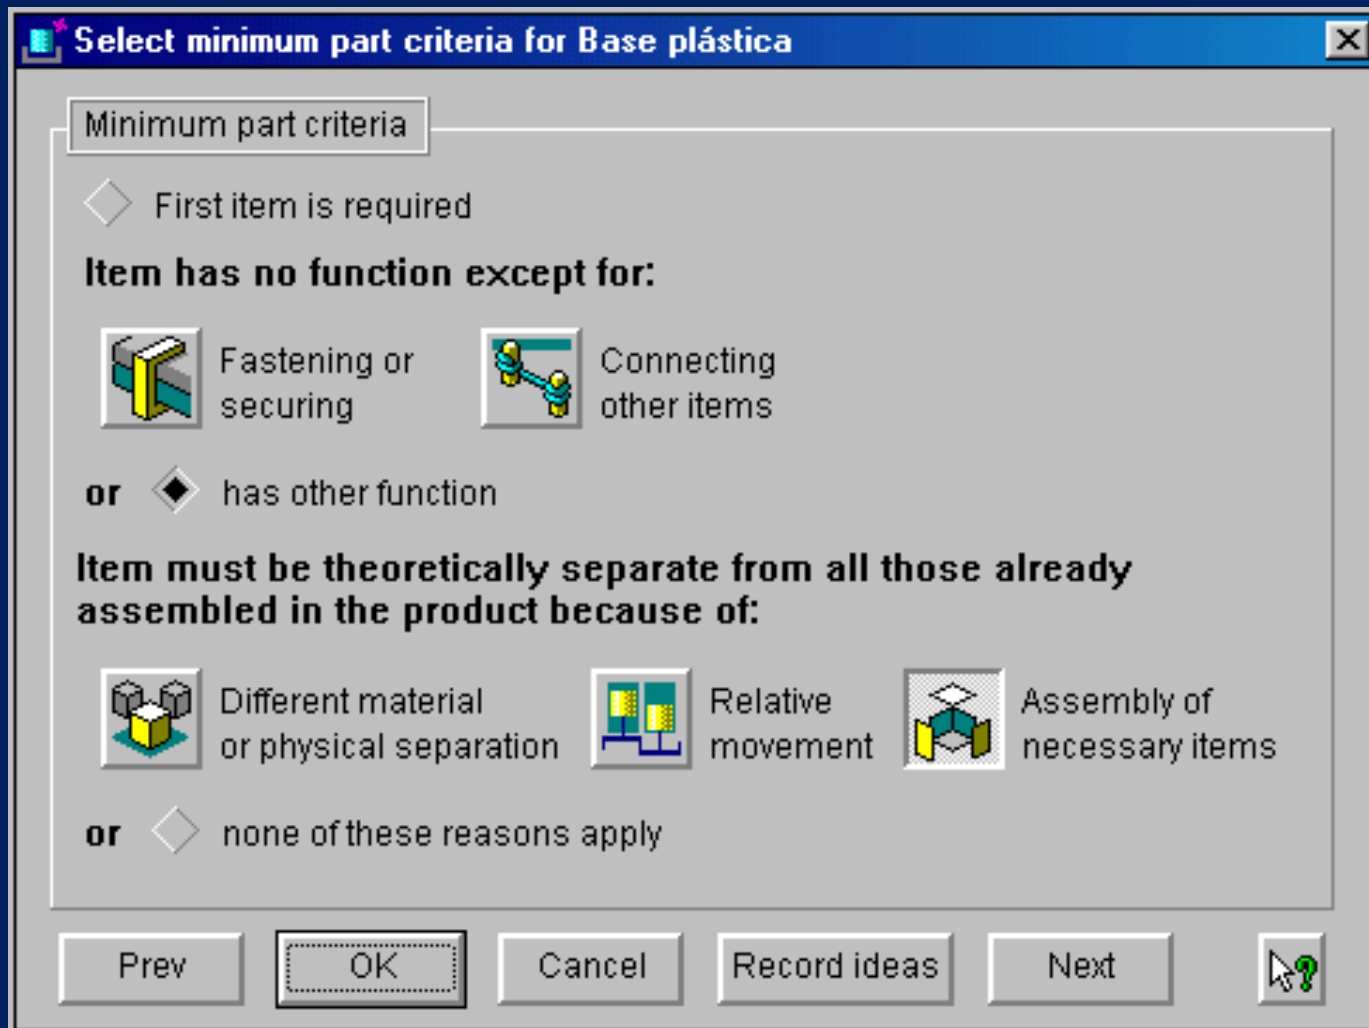 Select minimum part criteria for Base plástica
Minimum part criteria
First item is required
Item has no function except for:
Fastening or
securing
Connecting
other items
or has other function
Item must be theoretically separate from all those already
assembled in the product because of:
Different material
or physical separation
Relative
movement
Assembly of
necessary items
or none of these reasons apply
Prev OK Cancel Record ideas Next ?